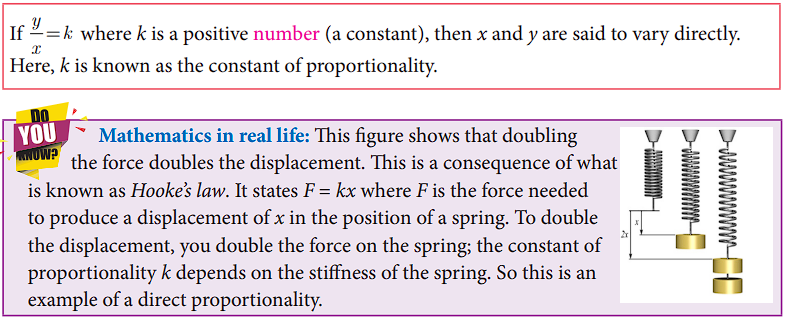 If y/x = k where k is a positive number (a constant), then x and y are said to vary directly.
Here, k is known as the constant of proportionality.
DO
YOU
KNOW?
Mathematics in real life: This figure shows that doubling
the force doubles the displacement. This is a consequence of what
is known as Hooke's law. It states F = kx where F is the force needed
to produce a displacement of x in the position of a spring. To double
the displacement, you double the force on the spring; the constant of
proportionality k depends on the stiffness of the spring. So this is an
example of a direct proportionality.
x
2x